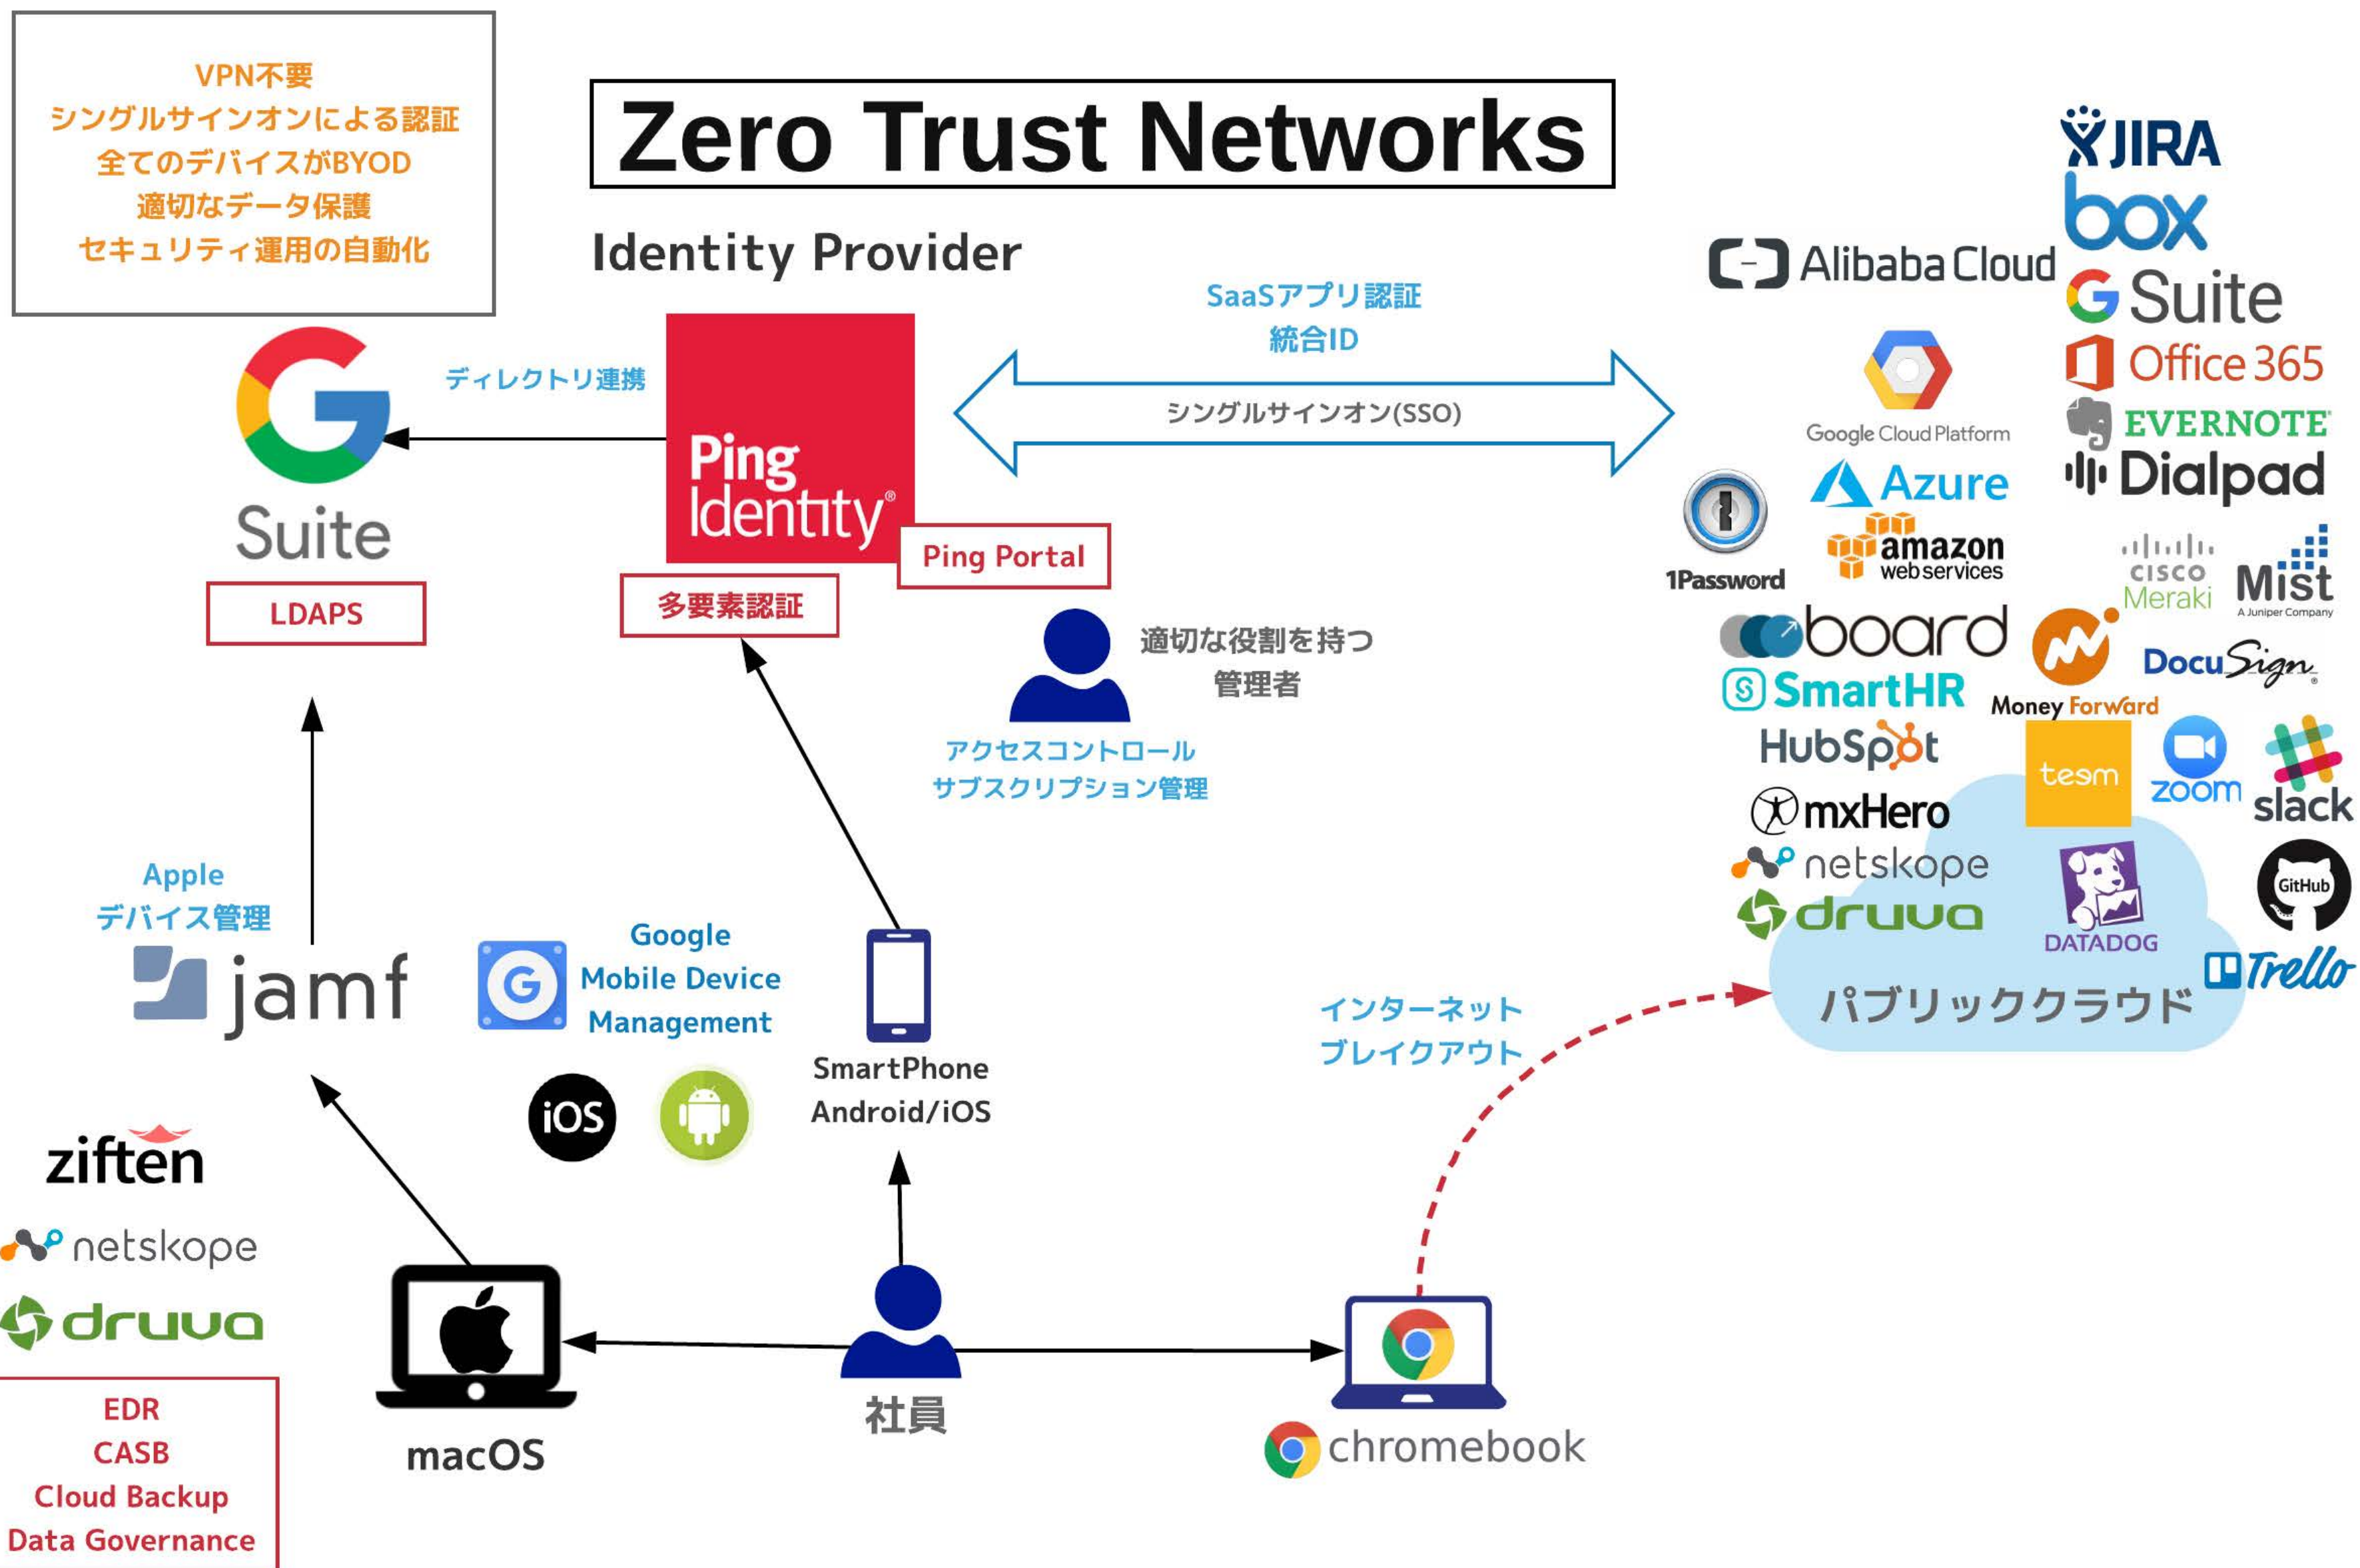 VPN不要
シングルサインオンによる認証
全てのデバイスがBYOD
適切なデータ保護
セキュリティ運用の自動化
Zero Trust Networks
Identity Provider
SaaSアプリ認証
統合ID
シングルサインオン(SSO)
ディレクトリ連携
G
Suite
LDAPS
Ping
Identity®
Ping Portal
多要素認証
適切な役割を持つ
管理者
アクセスコントロール
サブスクリプション管理
JIRA
box
Alibaba Cloud
G Suite
Office 365
Google Cloud Platform
EVERNOTE®
Azure
Dialpad
1Password
amazon
web services
CISCO
Meraki
Mist
A Juniper Company
board
Money Forward
DocuSign®
SmartHR
HubSpot
teem
zoom
slack
mxHero
netskope
druva
DATADOG
GitHub
Trello
パブリッククラウド
Apple
デバイス管理
jamf
G
Google
Mobile Device
Management
iOS
SmartPhone
Android/iOS
インターネット
ブレイクアウト
ziften
netskope
druva
EDR
CASB
Cloud Backup
Data Governance
macOS
社員
chromebook